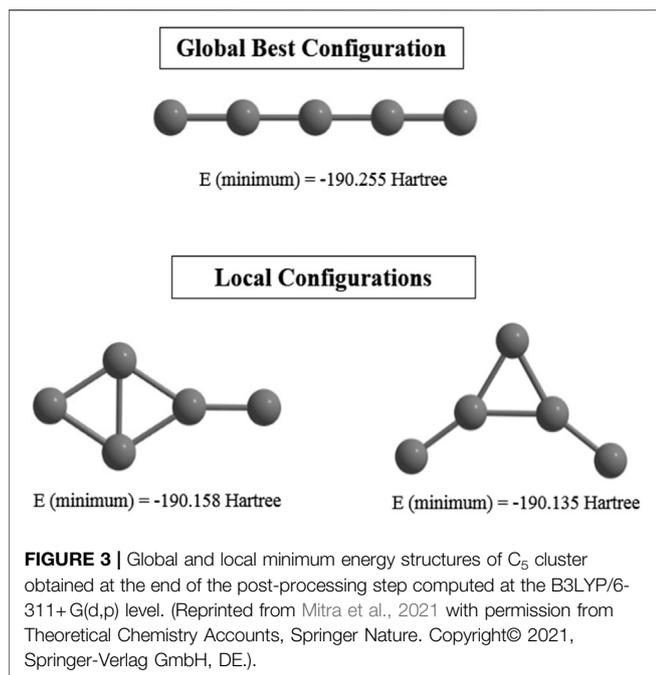 Global Best Configuration
E (minimum) = -190.255 Hartree
Local Configurations
E (minimum) = -190.158 Hartree
E (minimum) = -190.135 Hartree
FIGURE 3 | Global and local minimum energy structures of C₅ cluster
obtained at the end of the post-processing step computed at the B3LYP/6-
311+G(d,p) level. (Reprinted from Mitra et al., 2021 with permission from
Theoretical Chemistry Accounts, Springer Nature. Copyright© 2021,
Springer-Verlag GmbH, DE.).